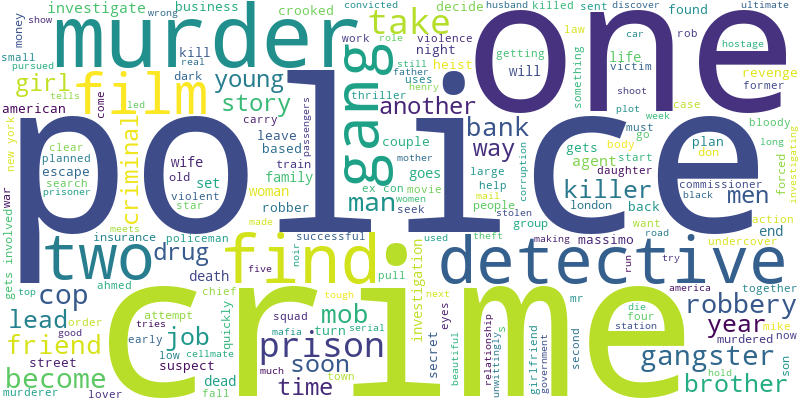 investigate
business
crooked
decide
husband
killed
sent
discover
convicted
ultimate
money
show
wrong
murder
take
one
found
car
rob
small
pursued
kill
real
role
work
violence
law
night
still
getting
uses
father
heist
will
something
life
victim
hostage
girl
film
tells
dark
young
gang
thriller
henry
shoot
revenge
former
american
come
led
story
another
plot
case
new york
police
carry
passengers
bank
week
bloody
clear
criminal
leave
couple
way
must
body
go
long
planned
based
mother
gets
agent
plan
don
escape
wife
train
goes
start
search
old
set
family
man
ex con
movie
large
killer
daughter
forced
prisoner
violent
woman
women
help
corruption
commissioner
men
investigating
war
star
robber
seek
mail
people
london
back
black
meets
made
stolen
group
want
action
insurance
policeman
successful
used
theft
making
massimo
road
undercover
end
gets involved
two
drug
find
noir
investigation
detective
run
try
top
ahmed
death
five
pull
america
together
cop
crime
chief
tough
next
mr
robbery
lead
order
attempt
squad
mob
eyes
die
four
mike
year
good
tries
quickly
mafia
serial
turn
secret
relationship
s
station
murdered
now
friend
job
early
prison
beautiful
unwittingly
girlfriend
government
second
gangster
street
low
cellmate
much
soon
son
become
suspect
dead
town
hold
brother
murderer
lover
fall
time